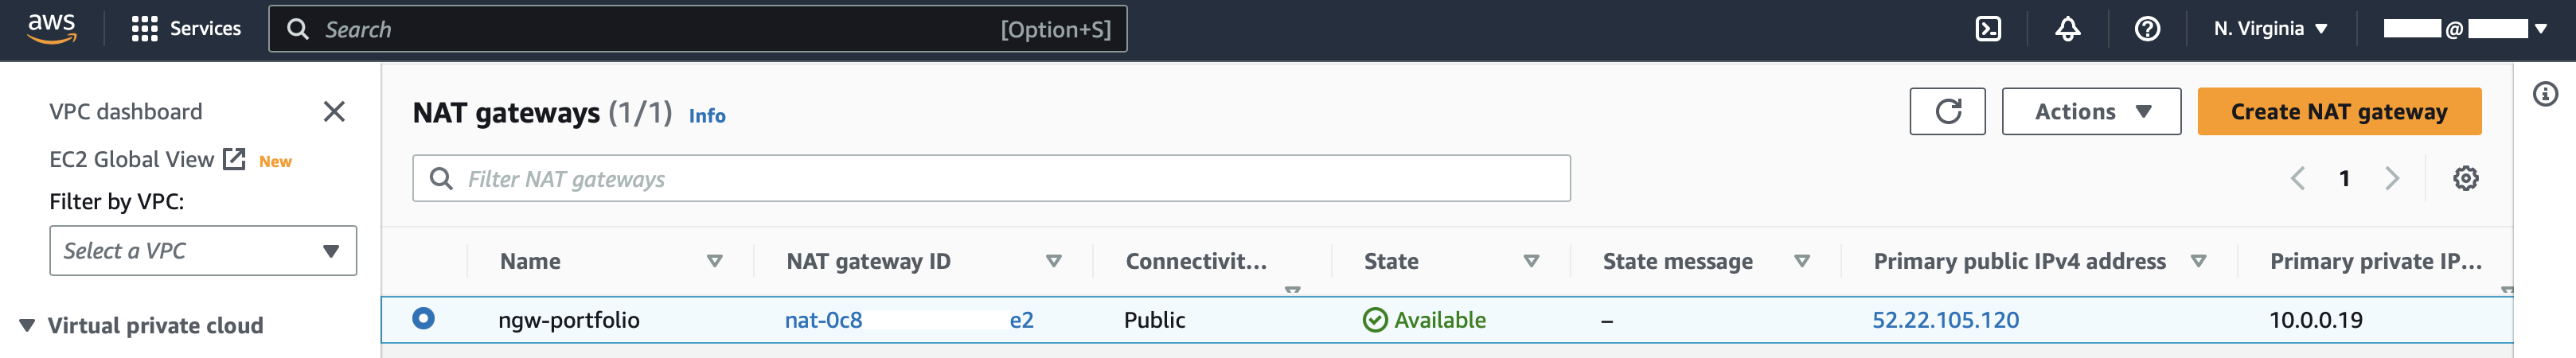 aws Services Search [Option+S] N. Virginia @
VPC dashboard
EC2 Global View New
Filter by VPC:
Select a VPC
Virtual private cloud
NAT gateways (1/1) Info
Actions Create NAT gateway
Filter NAT gateways
1
Name NAT gateway ID Connectivit... State State message Primary public IPv4 address Primary private IP...
ngw-portfolio nat-0c8 e2 Public Available – 52.22.105.120 10.0.0.19